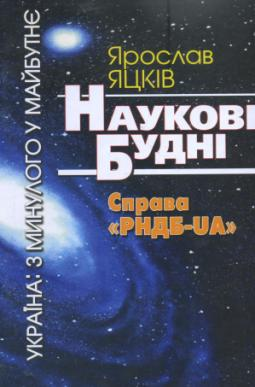 Ярослав
ЯЦКІВ
НАУКОВІ
БУДНІ
Справа
«РНДБ-UA»
УКРАЇНА: З МИНУЛОГО У МАЙБУТНЄ